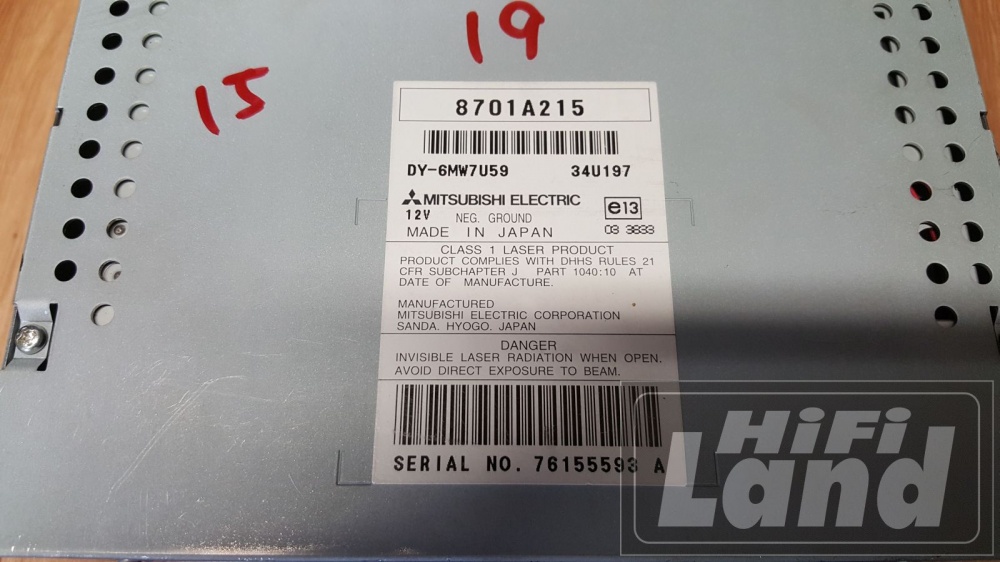 19
15
8701A215
DY-6MW7U59 34U197
MITSUBISHI ELECTRIC
e13
12V NEG. GROUND
MADE IN JAPAN 03 3833
CLASS 1 LASER PRODUCT
PRODUCT COMPLIES WITH DHHS RULES 21
CFR SUBCHAPTER J PART 1040:10 AT
DATE OF MANUFACTURE.
MANUFACTURED
MITSUBISHI ELECTRIC CORPORATION
SANDA. HYOGO. JAPAN
DANGER
INVISIBLE LASER RADIATION WHEN OPEN.
AVOID DIRECT EXPOSURE TO BEAM.
SERIAL NO. 76155593 A
HiFi
Land